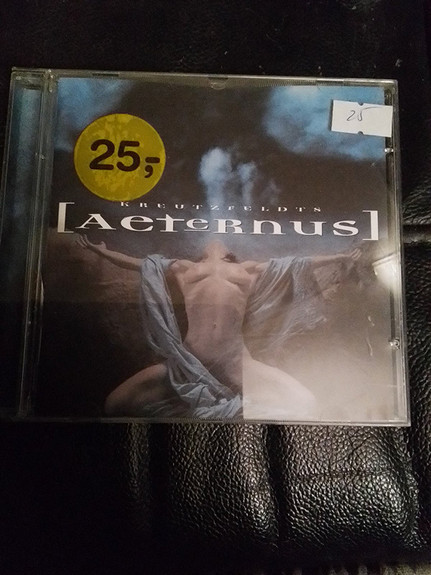 25
25,-
KREUTZFELDTS
[AeteRnus]